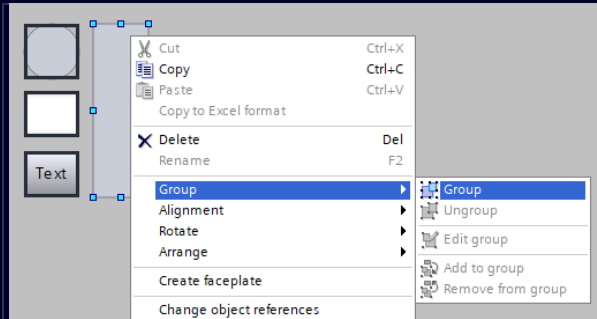 Text
Cut Ctrl+X
Copy Ctrl+C
Paste Ctrl+V
Copy to Excel format
Delete Del
Rename F2
Group
Alignment
Rotate
Arrange
Create faceplate
Change object references
Group
Ungroup
Edit group
Add to group
Remove from group